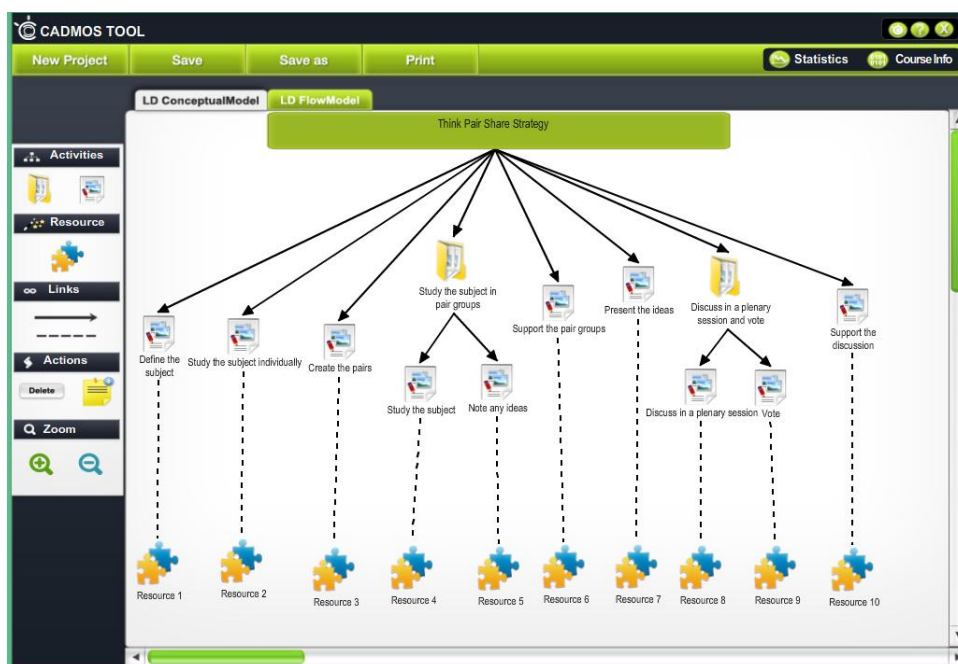 CADMOS TOOL
New Project Save Save as Print
Statistics Course Info
LD ConceptualModel LD FlowModel
Think Pair Share Strategy
Activities
Resource
Links
Actions
Delete
Zoom
Study the subject in
pair groups
Discuss in a plenary
session and vote
Define the
subject
Study the subject individually
Create the pairs
Support the pair groups
Present the ideas
Support the
discussion
Study the subject
Note any ideas
Discuss in a plenary session
Vote
Resource 1
Resource 2
Resource 3
Resource 4
Resource 5
Resource 6
Resource 7
Resource 8
Resource 9
Resource 10